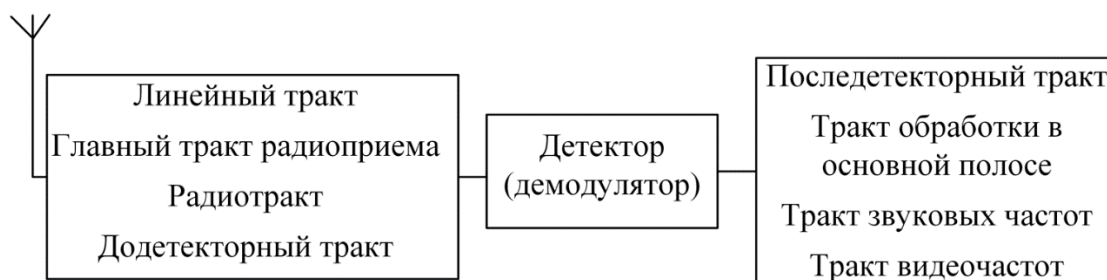 Линейный тракт
Главный тракт радиоприема
Радиотракт
Додетекторный тракт
Детектор
(демодулятор)
Последетекторный тракт
Тракт обработки в
основной полосе
Тракт звуковых частот
Тракт видеочастот